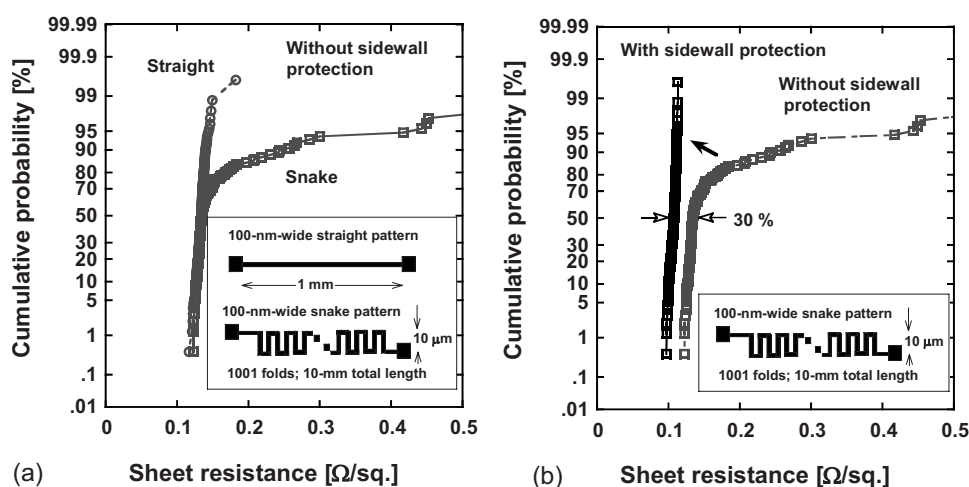 99.99
99.9
99
95
90
80
70
50
30
20
10
5
1
.1
.01
Cumulative probability [%]
Straight
Without sidewall
protection
Snake
100-nm-wide straight pattern
1 mm
100-nm-wide snake pattern
10 µm
1001 folds; 10-mm total length
0 0.1 0.2 0.3 0.4 0.5
(a) Sheet resistance [Ω/sq.]
99.99
99.9
99
95
90
80
70
50
30
20
10
5
1
.1
.01
Cumulative probability [%]
With sidewall protection
Without sidewall
protection
30 %
100-nm-wide snake pattern
10 µm
1001 folds; 10-mm total length
0 0.1 0.2 0.3 0.4 0.5
(b) Sheet resistance [Ω/sq.]